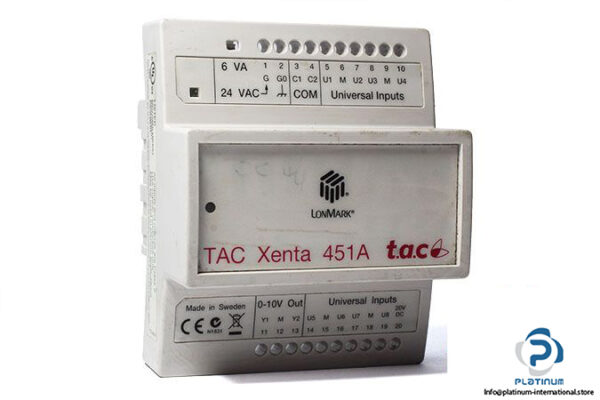 6 VA 1 2 3 4 5 6 7 8 9 10
G G0 C1 C2 U1 M U2 U3 M U4
24 VAC COM Universal Inputs
LONMARK®
TAC Xenta 451A t.a.c
Made in Sweden 0-10V Out Universal Inputs 20V DC
Y1 M Y2 U5 M U6 U7 M U8
CE N1831 11 12 13 14 15 16 17 18 19 20
PLATINUM
INTERNATIONAL
Info@platinum-international.store